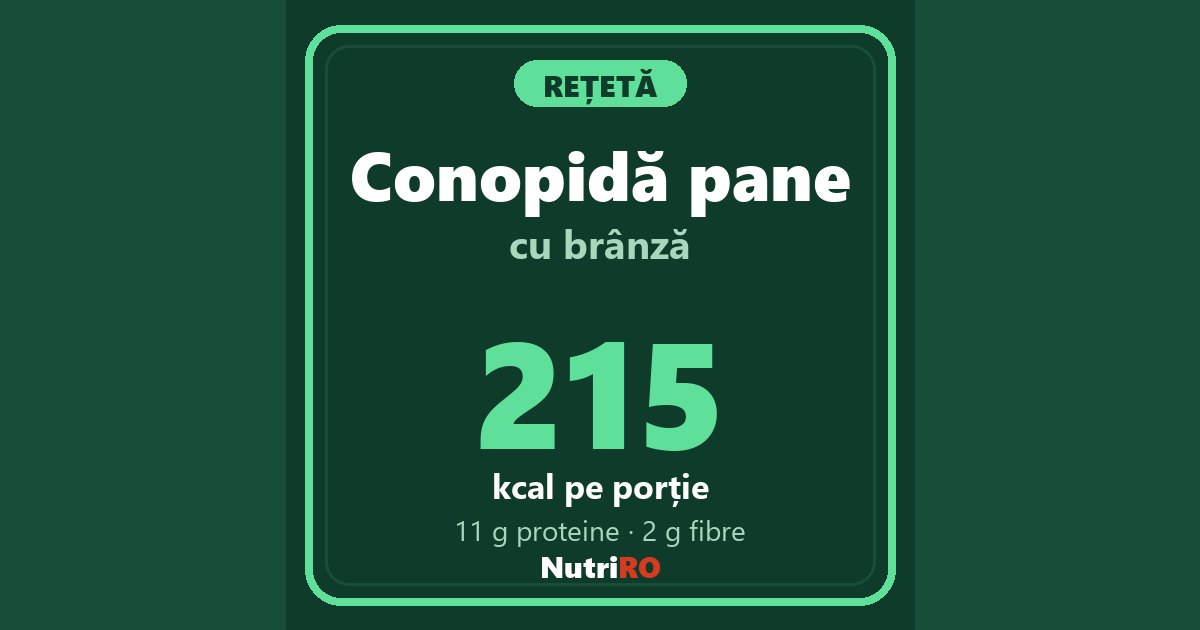 REȚETĂ
Conopidă pane
cu brânză
215
kcal pe porție
11 g proteine · 2 g fibre
NutriRO